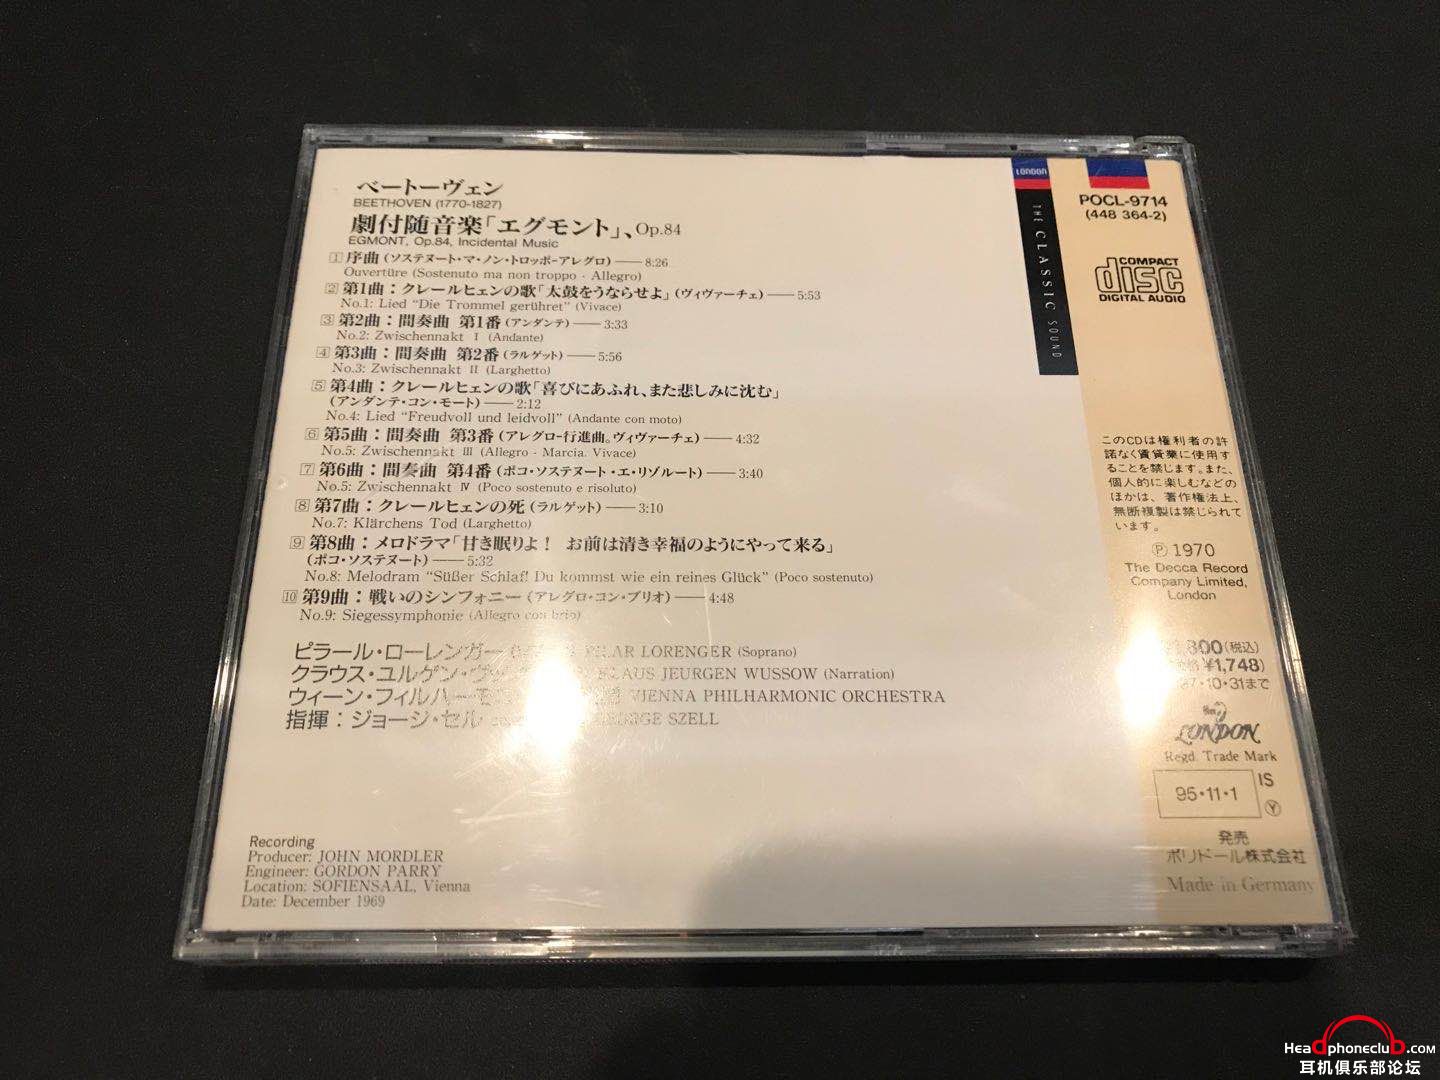 ベートーヴェン
BEETHOVEN (1770-1827)
劇付随音楽「エグモント」、Op.84
EGMONT, Op.84, Incidental Music
1 序曲(ソステヌート・マ・ノン・トロッポ-アレグロ)——8:26
Ouvertüre (Sostenuto ma non troppo - Allegro)
2 第1曲：クレールヒェンの歌「太鼓をうならせよ」(ヴィヴァーチェ)——5:53
No.1: Lied "Die Trommel gerühret" (Vivace)
3 第2曲：間奏曲 第1番(アンダンテ)——3:33
No.2: Zwischennakt I (Andante)
4 第3曲：間奏曲 第2番(ラルゲット)——5:56
No.3: Zwischennakt II (Larghetto)
5 第4曲：クレールヒェンの歌「喜びにあふれ、また悲しみに沈む」
(アンダンテ・コン・モート)——2:12
No.4: Lied "Freudvoll und leidvoll" (Andante con moto)
6 第5曲：間奏曲 第3番(アレグロ-行進曲。ヴィヴァーチェ)——4:32
No.5: Zwischennakt III (Allegro - Marcia. Vivace)
7 第6曲：間奏曲 第4番(ポコ・ソステヌート・エ・リゾルート)——3:40
No.5: Zwischennakt IV (Poco sostenuto e risoluto)
8 第7曲：クレールヒェンの死(ラルゲット)——3:10
No.7: Klärchens Tod (Larghetto)
9 第8曲：メロドラマ「甘き眠りよ！ お前は清き幸福のようにやって来る」
(ポコ・ソステヌート)——5:32
No.8: Melodram "Süßer Schlaf! Du kommst wie ein reines Glück" (Poco sostenuto)
10 第9曲：戦いのシンフォニー(アレグロ・コン・ブリオ)——4:48
No.9: Siegessymphonie (Allegro con brio)
ピラール・ローレンガー PILAR LORENGER (Soprano)
クラウス・ユルゲン・ KLAUS JEURGEN WUSSOW (Narration)
ウィーン・フィルハーモ VIENNA PHILHARMONIC ORCHESTRA
指揮：ジョージ・セル GEORGE SZELL
Recording
Producer: JOHN MORDLER
Engineer: GORDON PARRY
Location: SOFIENSAAL, Vienna
Date: December 1969
LONDON
THE CLASSIC SOUND
POCL-9714
(448 364-2)
COMPACT
disc
DIGITAL AUDIO
このCDは権利者の許
諾なく賃貸業に使用す
ることを禁じます。また、
個人的に楽しむなどの
ほかは、著作権法上、
無断複製は禁じられて
います。
Ⓟ 1970
The Decca Record
Company Limited,
London
¥1,800(税込)
¥1,748)
97・10・31まで
LONDON
Regd. Trade Mark
95・11・1
IS
Ⓨ
発売
ポリドール株式会社
Made in Germany
Headphoneclub.com
耳机俱乐部论坛